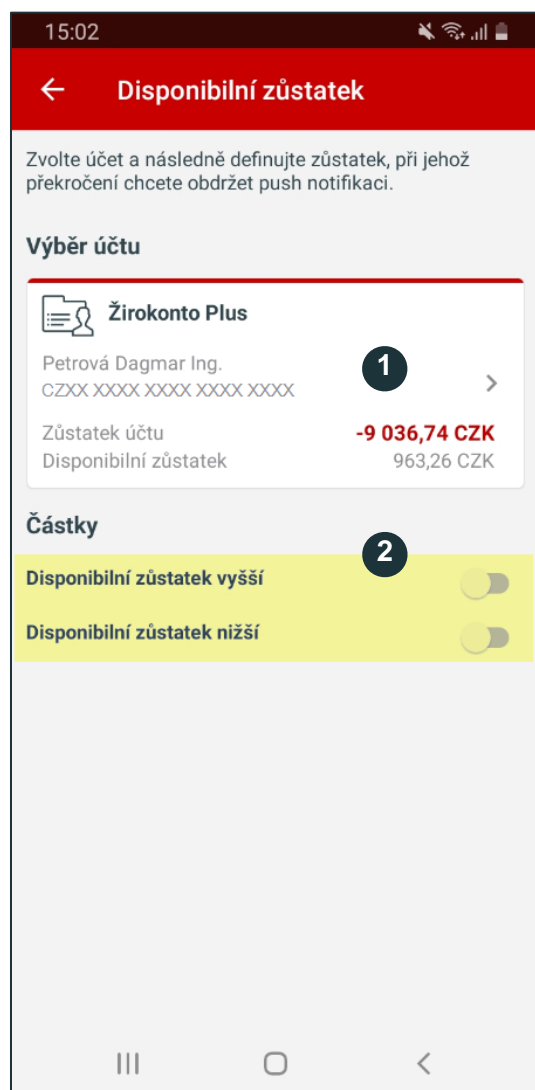 15:02
Disponibilní zůstatek
Zvolte účet a následně definujte zůstatek, při jehož
překročení chcete obdržet push notifikaci.
Výběr účtu
Žirokonto Plus
Petrová Dagmar Ing.
1
CZXX XXXX XXXX XXXX XXXX
Zůstatek účtu -9 036,74 CZK
Disponibilní zůstatek 963,26 CZK
Částky
2
Disponibilní zůstatek vyšší
Disponibilní zůstatek nižší